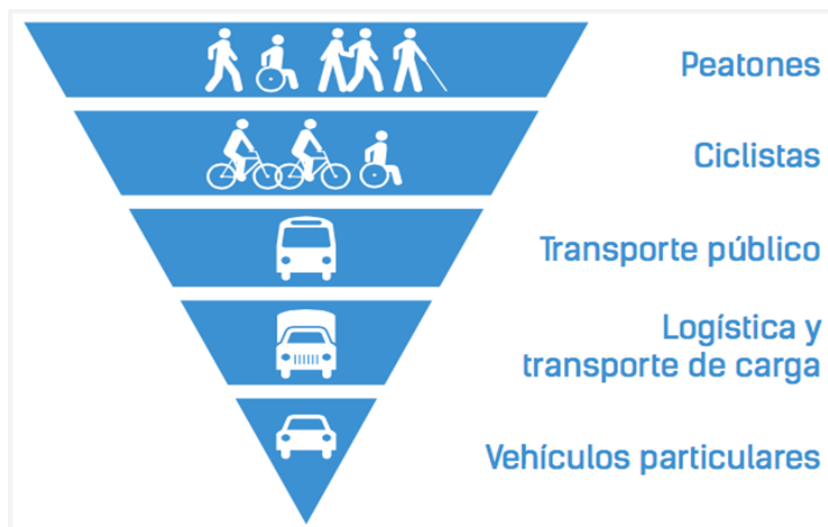 Peatones
Ciclistas
Transporte público
Logística y
transporte de carga
Vehículos particulares